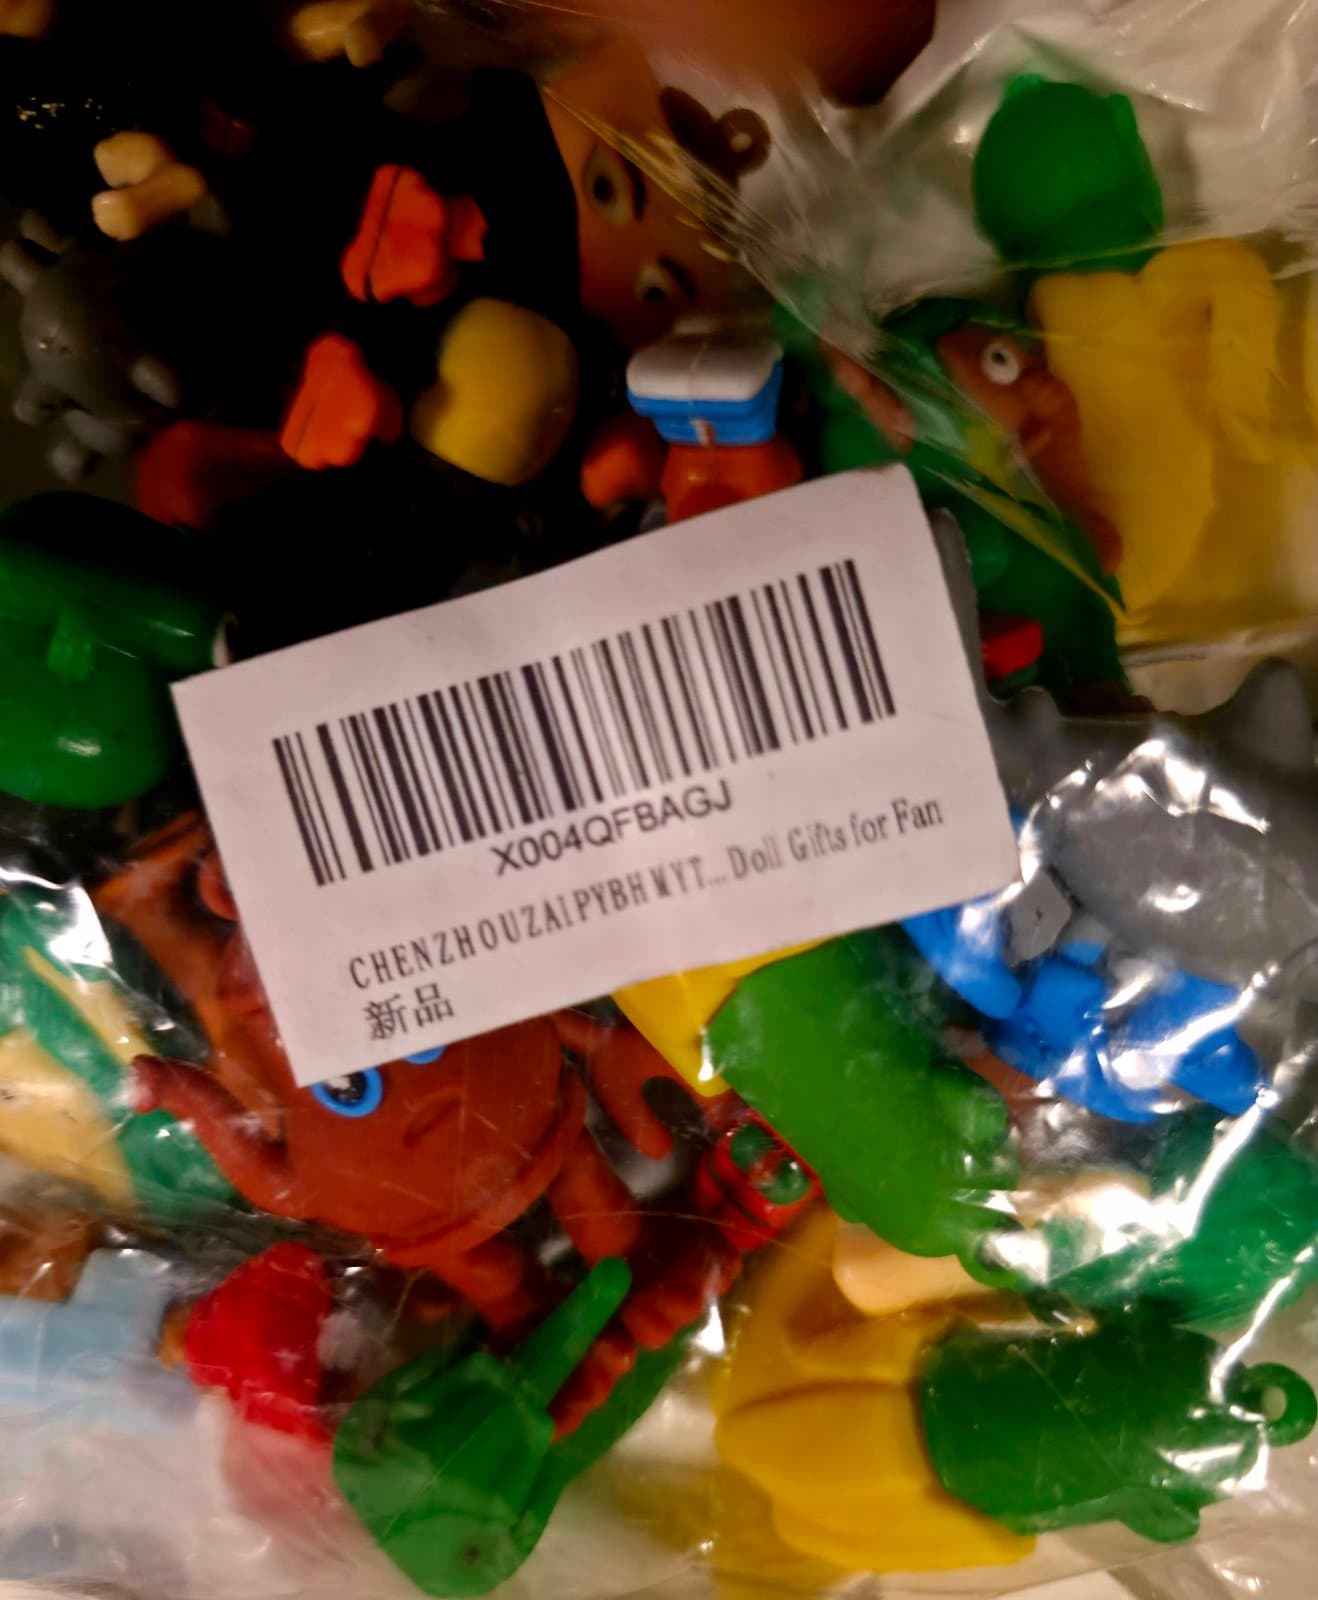 X004QFBAGJ
CHENZHOUZAIPYBHMYT...Doll Gifts for Fan
新品